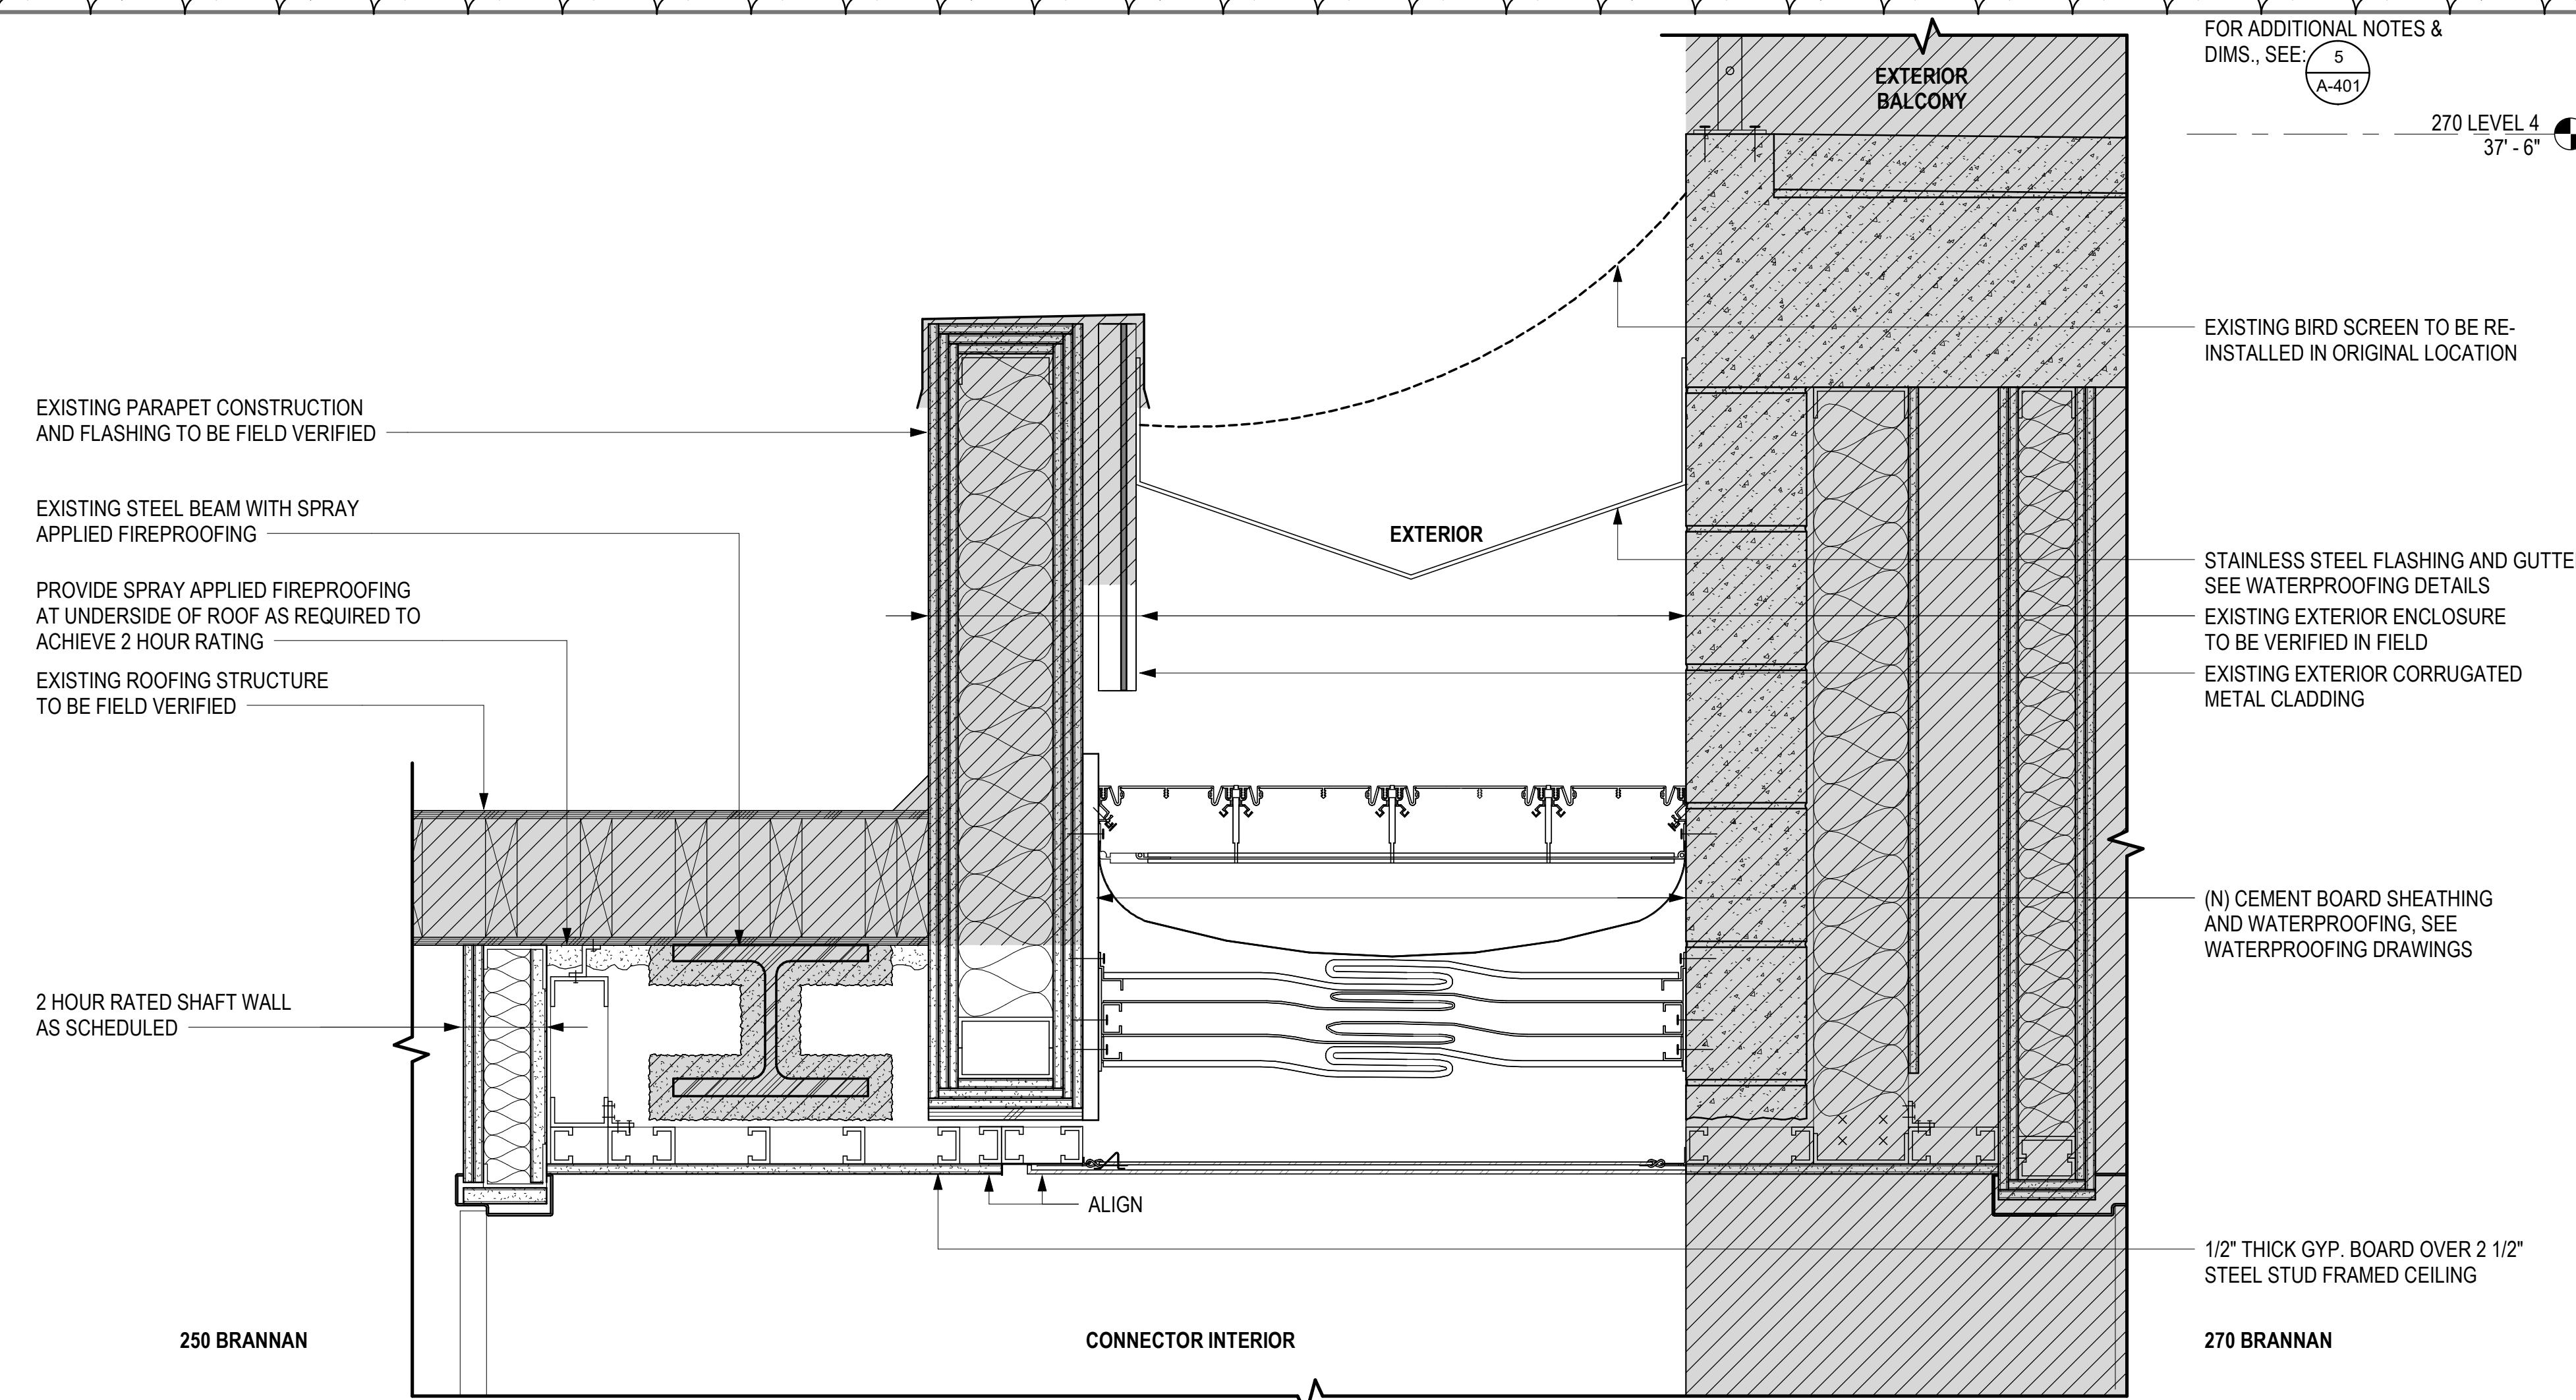 FOR ADDITIONAL NOTES &
DIMS., SEE:
5
A-401
EXTERIOR
BALCONY
270 LEVEL 4
37' - 6"
EXISTING PARAPET CONSTRUCTION
AND FLASHING TO BE FIELD VERIFIED
EXISTING STEEL BEAM WITH SPRAY
APPLIED FIREPROOFING
PROVIDE SPRAY APPLIED FIREPROOFING
AT UNDERSIDE OF ROOF AS REQUIRED TO
ACHIEVE 2 HOUR RATING
EXISTING ROOFING STRUCTURE
TO BE FIELD VERIFIED
2 HOUR RATED SHAFT WALL
AS SCHEDULED
EXTERIOR
EXISTING BIRD SCREEN TO BE RE-
INSTALLED IN ORIGINAL LOCATION
STAINLESS STEEL FLASHING AND GUTTE
SEE WATERPROOFING DETAILS
EXISTING EXTERIOR ENCLOSURE
TO BE VERIFIED IN FIELD
EXISTING EXTERIOR CORRUGATED
METAL CLADDING
(N) CEMENT BOARD SHEATHING
AND WATERPROOFING, SEE
WATERPROOFING DRAWINGS
ALIGN
1/2" THICK GYP. BOARD OVER 2 1/2"
STEEL STUD FRAMED CEILING
250 BRANNAN
CONNECTOR INTERIOR
270 BRANNAN